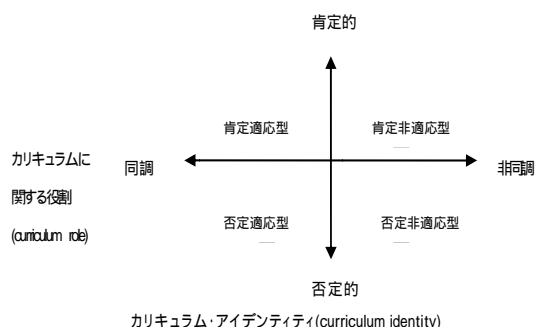 肯定的
肯定適応型
肯定非適応型
カリキュラムに
関する役割
(curriculum role)
同調
非同調
否定適応型
否定非適応型
否定的
カリキュラム・アイデンティティ(curriculum identity)